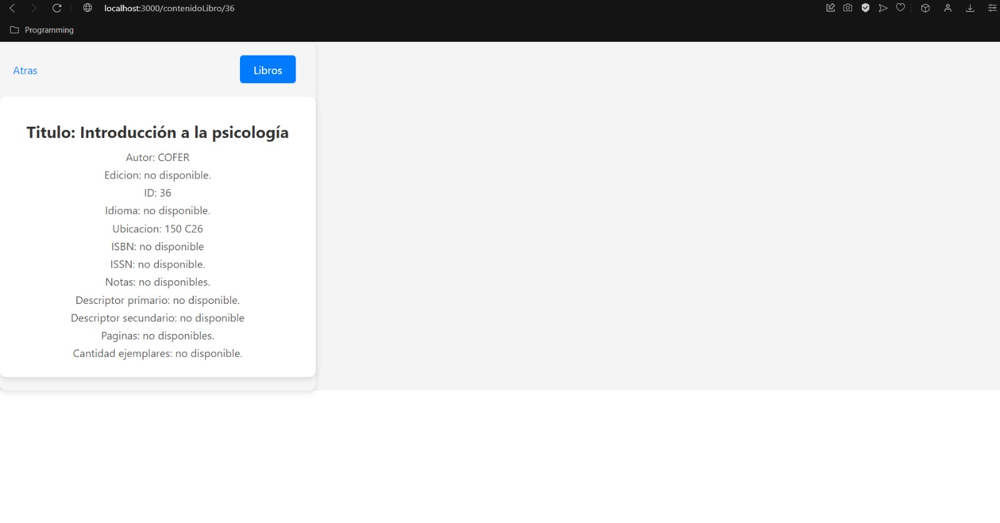 localhost:3000/contenidoLibro/36
Programming
Atras
Libros
Titulo: Introducción a la psicología
Autor: COFER
Edicion: no disponible.
ID: 36
Idioma: no disponible.
Ubicacion: 150 C26
ISBN: no disponible
ISSN: no disponible.
Notas: no disponibles.
Descriptor primario: no disponible.
Descriptor secundario: no disponible
Paginas: no disponibles.
Cantidad ejemplares: no disponible.